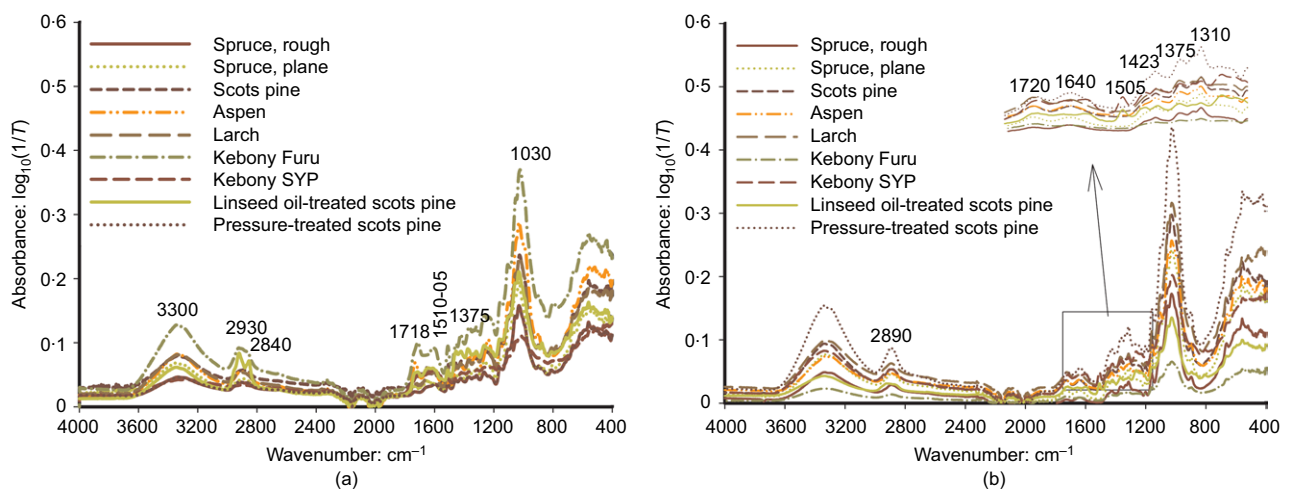 0·6
0·5
0·4
0·3
0·2
0·1
0
Absorbance: log10(1/T)
Spruce, rough
Spruce, plane
Scots pine
Aspen
Larch
Kebony Furu
Kebony SYP
Linseed oil-treated scots pine
Pressure-treated scots pine
3300
2930
2840
1718
1510-05
1375
1030
4000 3600 3200 2800 2400 2000 1600 1200 800 400
Wavenumber: cm−1
(a)
0·6
0·5
0·4
0·3
0·2
0·1
0
Absorbance: log10(1/T)
Spruce, rough
Spruce, plane
Scots pine
Aspen
Larch
Kebony Furu
Kebony SYP
Linseed oil-treated scots pine
Pressure-treated scots pine
1720
1640
1505
1423
1375
1310
2890
4000 3600 3200 2800 2400 2000 1600 1200 800 400
Wavenumber: cm−1
(b)